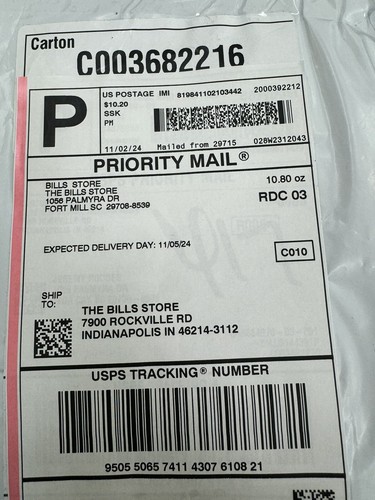 Carton
C003682216
P
US POSTAGE IMI 819841102103442 2000392212
$10.20
SSK
PM
11/02/24 Mailed from 29715 028W2312043
PRIORITY MAIL®
BILLS STORE 10.80 oz
THE BILLS STORE
1056 PALMYRA DR RDC 03
FORT MILL SC 29708-8539
EXPECTED DELIVERY DAY: 11/05/24
C010
SHIP
TO:
THE BILLS STORE
7900 ROCKVILLE RD
INDIANAPOLIS IN 46214-3112
USPS TRACKING® NUMBER
9505 5065 7411 4307 6108 21